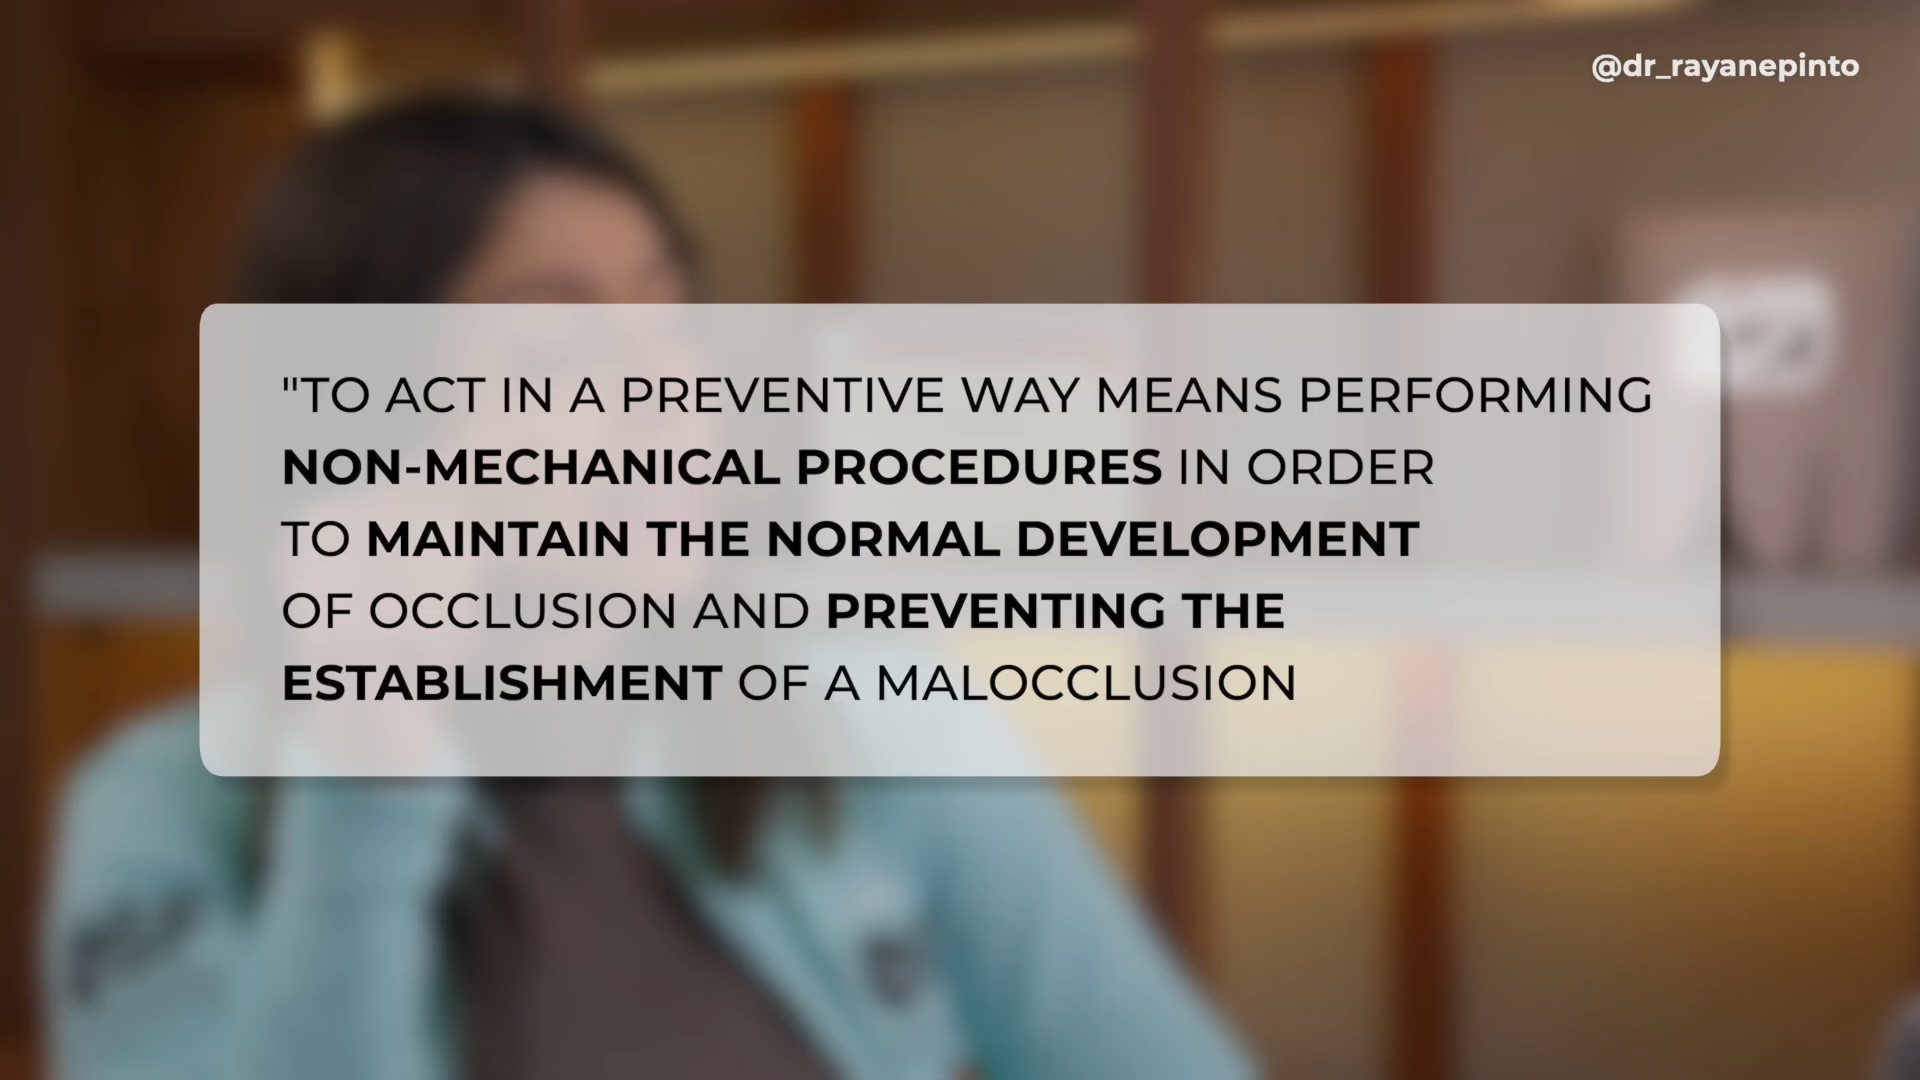 @dr_rayanepinto
"TO ACT IN A PREVENTIVE WAY MEANS PERFORMING
NON-MECHANICAL PROCEDURES IN ORDER
TO MAINTAIN THE NORMAL DEVELOPMENT
OF OCCLUSION AND PREVENTING THE
ESTABLISHMENT OF A MALOCCLUSION